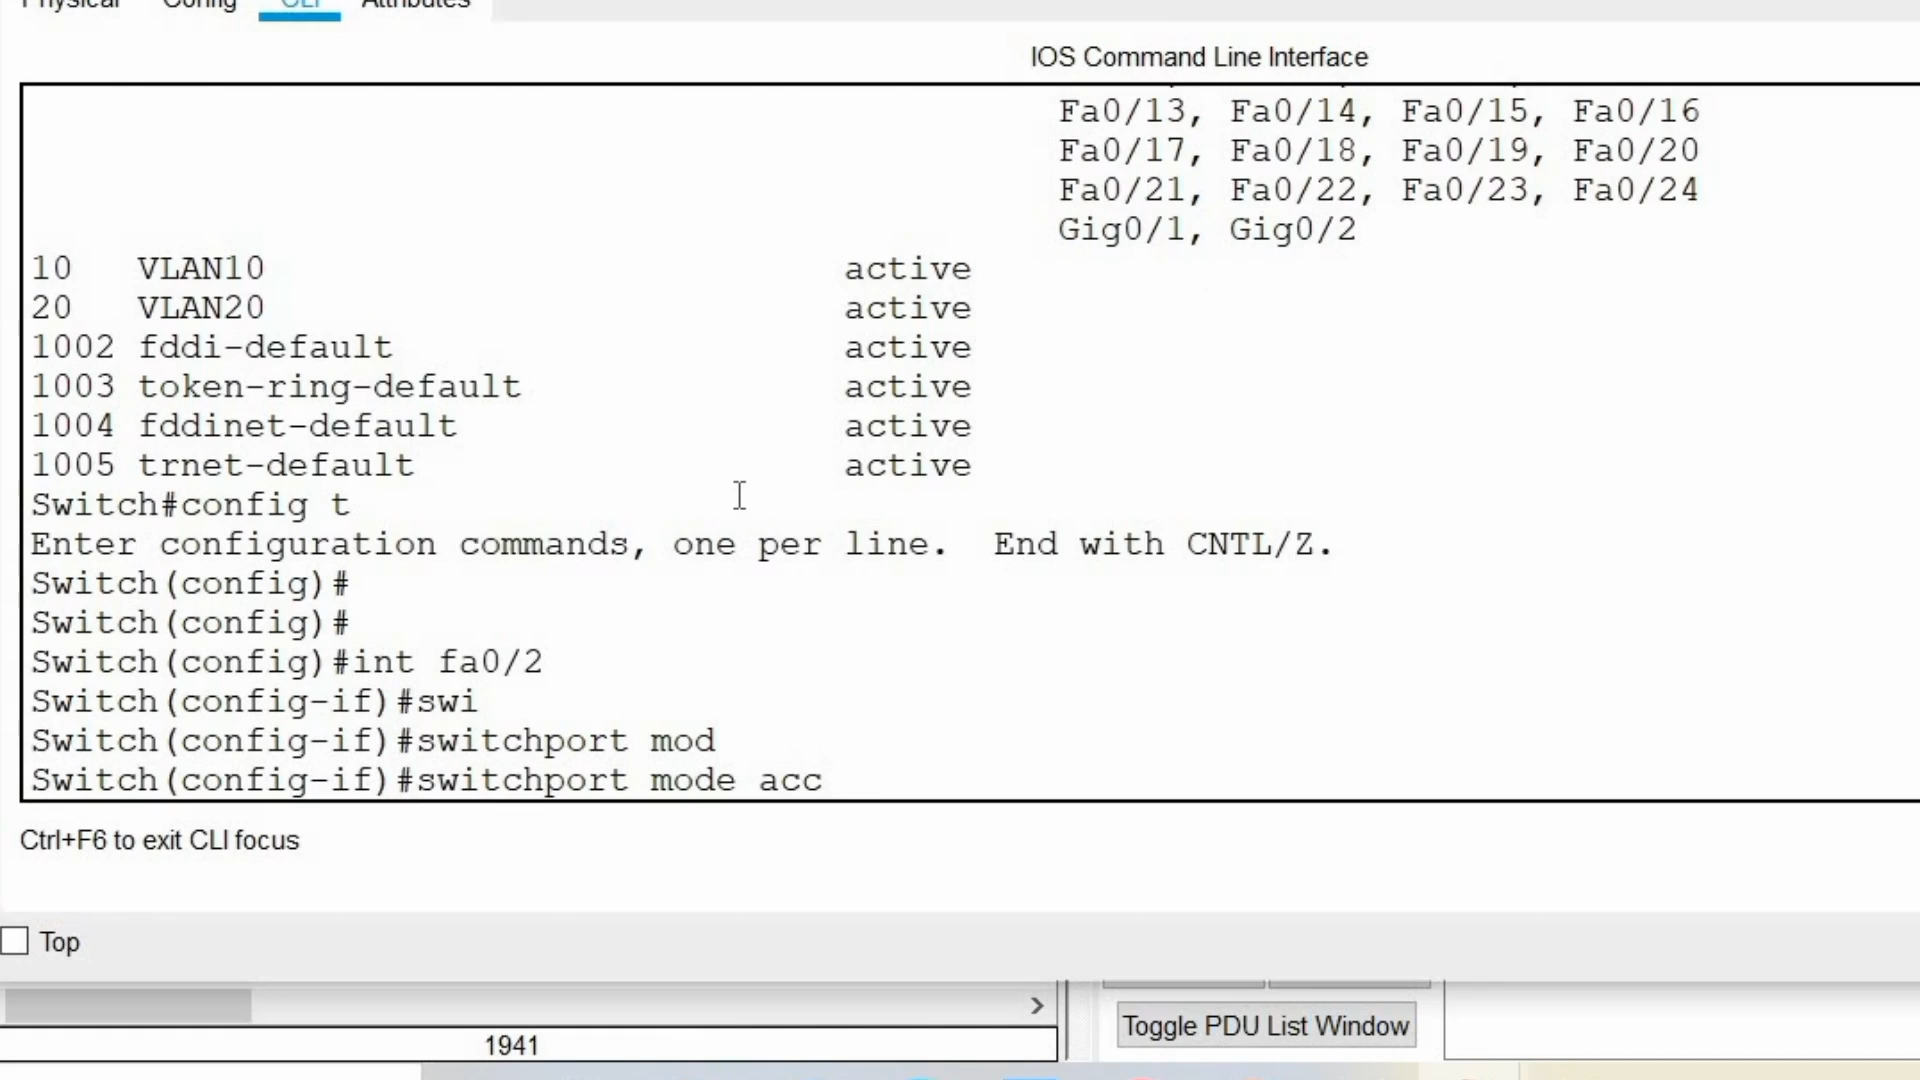 Physical Config CLI Attributes
IOS Command Line Interface
Fa0/13, Fa0/14, Fa0/15, Fa0/16
Fa0/17, Fa0/18, Fa0/19, Fa0/20
Fa0/21, Fa0/22, Fa0/23, Fa0/24
Gig0/1, Gig0/2
10 VLAN10 active
20 VLAN20 active
1002 fddi-default active
1003 token-ring-default active
1004 fddinet-default active
1005 trnet-default active
Switch#config t
Enter configuration commands, one per line. End with CNTL/Z.
Switch(config)#
Switch(config)#
Switch(config)#int fa0/2
Switch(config-if)#swi
Switch(config-if)#switchport mod
Switch(config-if)#switchport mode acc
Ctrl+F6 to exit CLI focus
Top
1941
Toggle PDU List Window